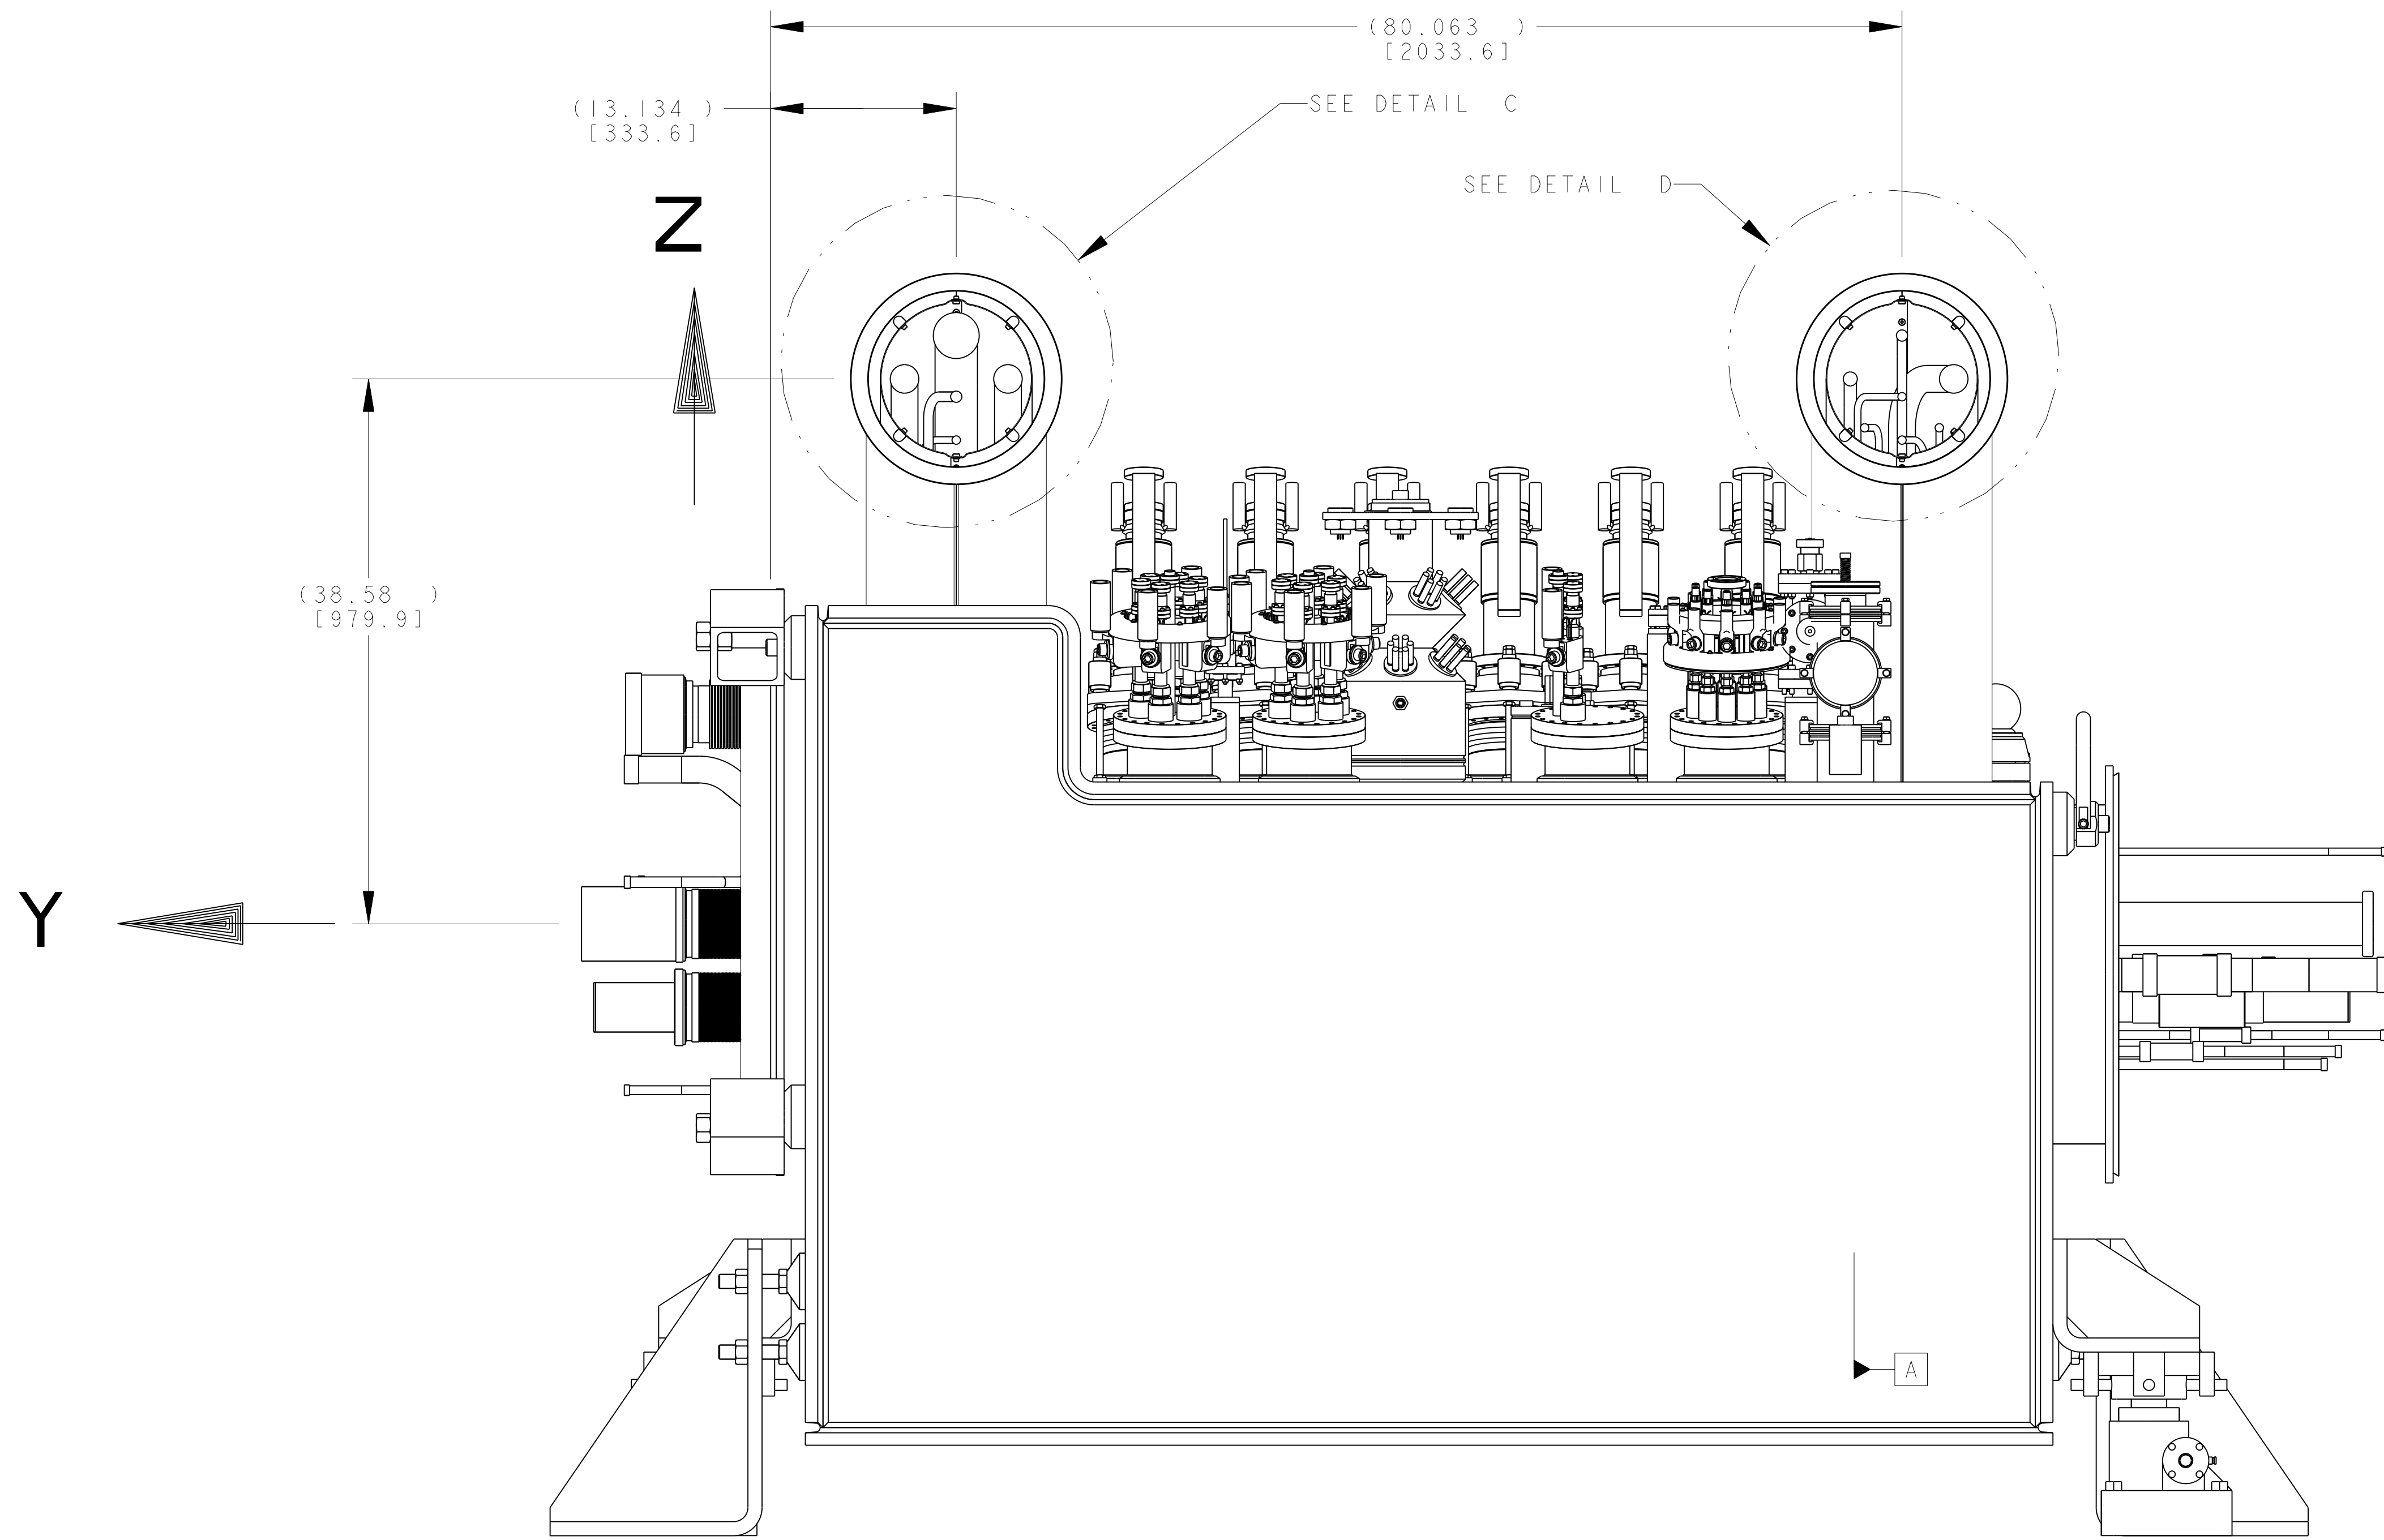 (80.063 )
[2033.6]
(13.134 )
[333.6]
SEE DETAIL C
SEE DETAIL D
Z
(38.58 )
[979.9]
Y
A